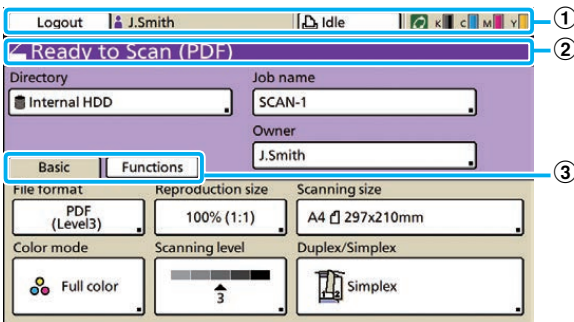 Logout J.Smith Idle K C M Y ①
Ready to Scan (PDF) ②
Directory Job name
Internal HDD SCAN-1
Owner
J.Smith
Basic Functions ③
File format Reproduction size Scanning size
PDF
(Level3) 100% (1:1) A4 297x210mm
Color mode Scanning level Duplex/Simplex
Full color 3 1 2 Simplex